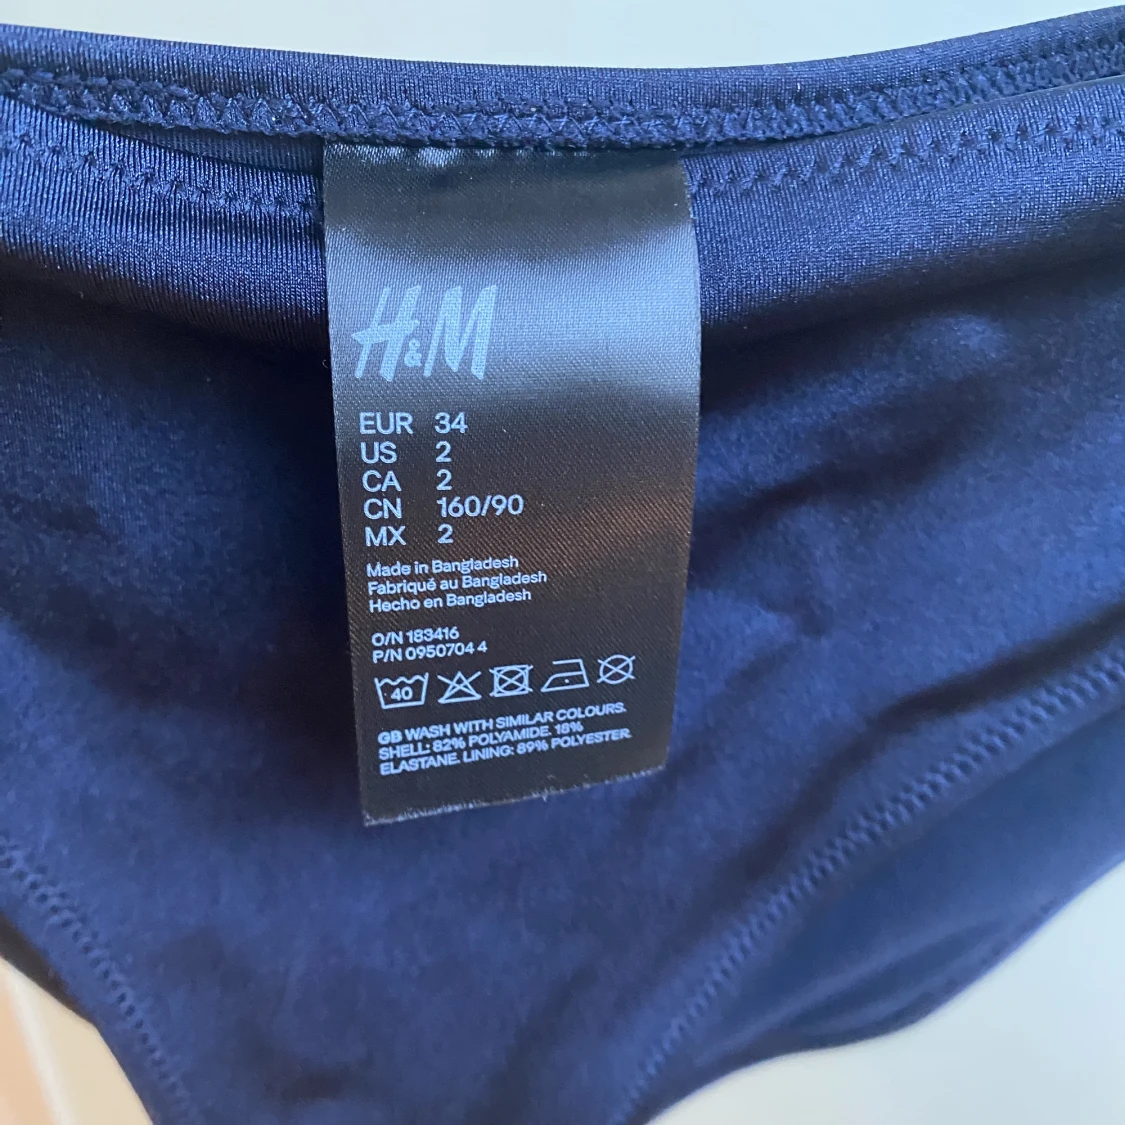 H&M
EUR 34
US 2
CA 2
CN 160/90
MX 2
Made in Bangladesh
Fabriqué au Bangladesh
Hecho en Bangladesh
O/N 183416
P/N 0950704 4
40
GB WASH WITH SIMILAR COLOURS.
SHELL: 82% POLYAMIDE. 18%
ELASTANE. LINING: 89% POLYESTER.